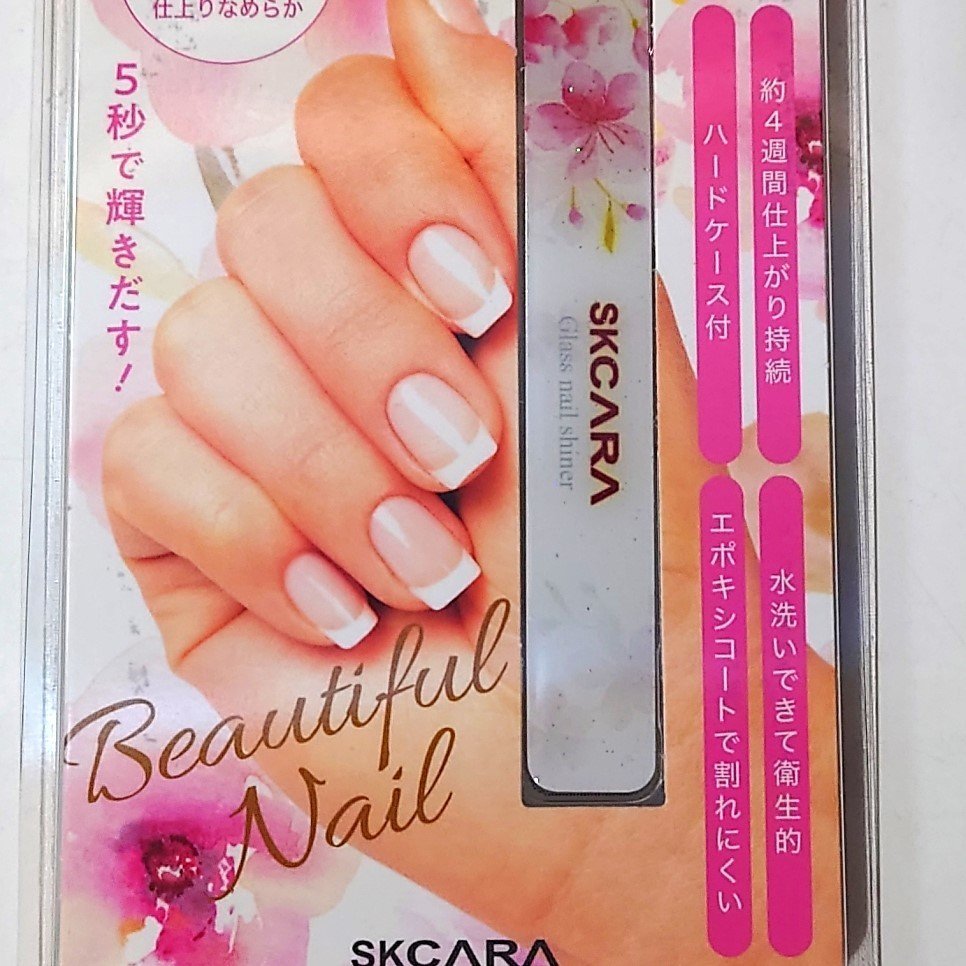 仕上りなめらか
5秒で輝きだす!
約4週間仕上がり持続
ハードケース付
水洗いできて衛生的
エポキシコートで割れにくい
SKCARA
Glass nail shiner
Beautiful
Nail
SKCARA